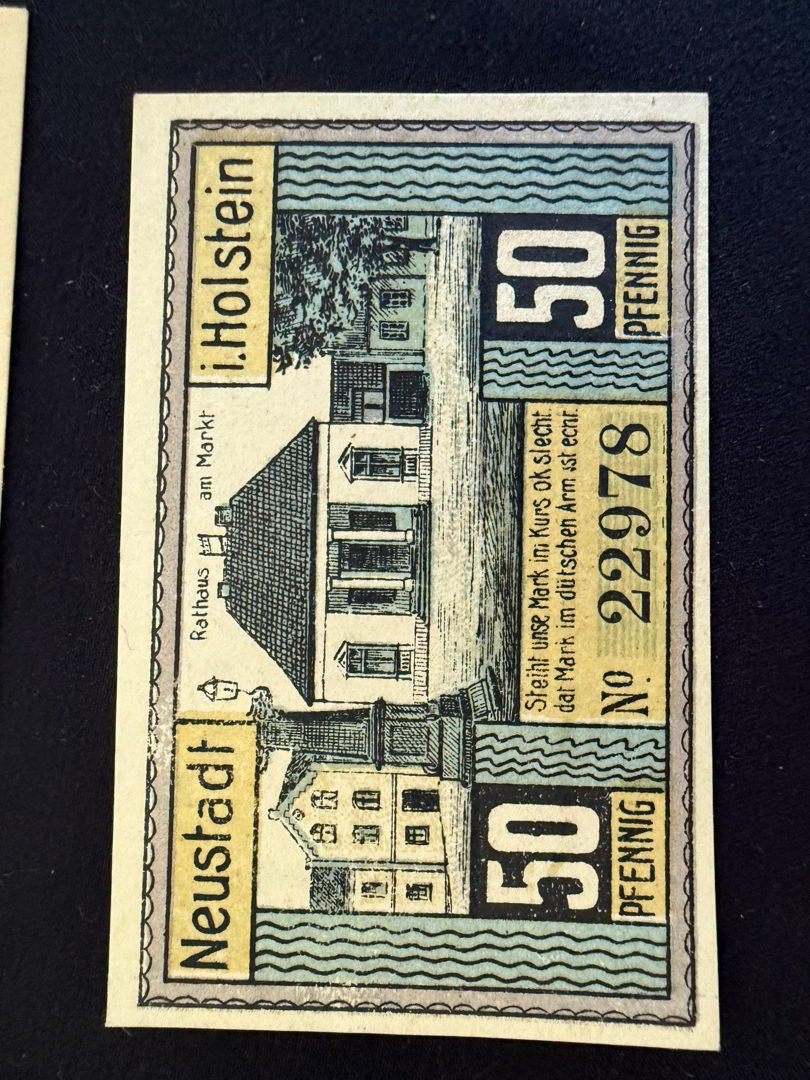 Neustadt i. Holstein
Rathaus am Markt
50
PFENNIG
Steiht unse Mark im Kurs ok slecht.
dat Mark im dütschen Arm ist echt.
No. 22978
50
PFENNIG